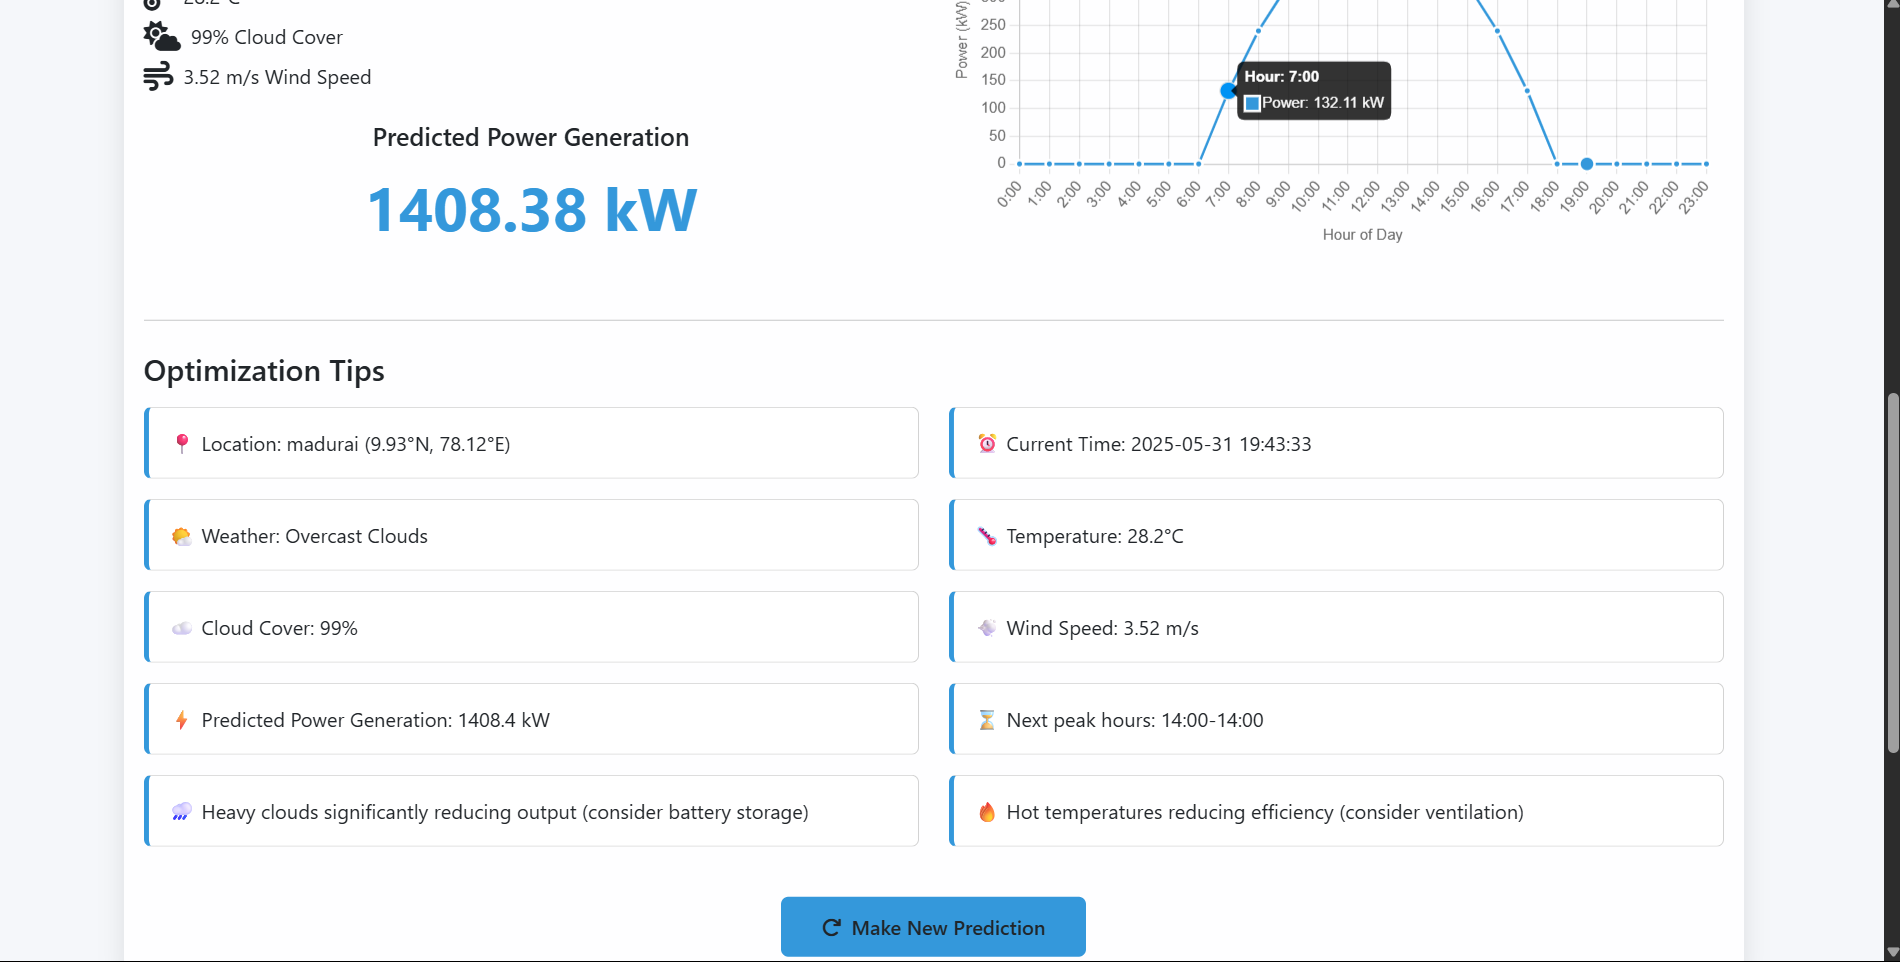 28.2°C
99% Cloud Cover
3.52 m/s Wind Speed
Predicted Power Generation
1408.38 kW
Power (kW)
300
250
200
150
100
50
0
Hour: 7:00
Power: 132.11 kW
0:00 1:00 2:00 3:00 4:00 5:00 6:00 7:00 8:00 9:00 10:00 11:00 12:00 13:00 14:00 15:00 16:00 17:00 18:00 19:00 20:00 21:00 22:00 23:00
Hour of Day
Optimization Tips
Location: madurai (9.93°N, 78.12°E)
Current Time: 2025-05-31 19:43:33
Weather: Overcast Clouds
Temperature: 28.2°C
Cloud Cover: 99%
Wind Speed: 3.52 m/s
Predicted Power Generation: 1408.4 kW
Next peak hours: 14:00-14:00
Heavy clouds significantly reducing output (consider battery storage)
Hot temperatures reducing efficiency (consider ventilation)
Make New Prediction